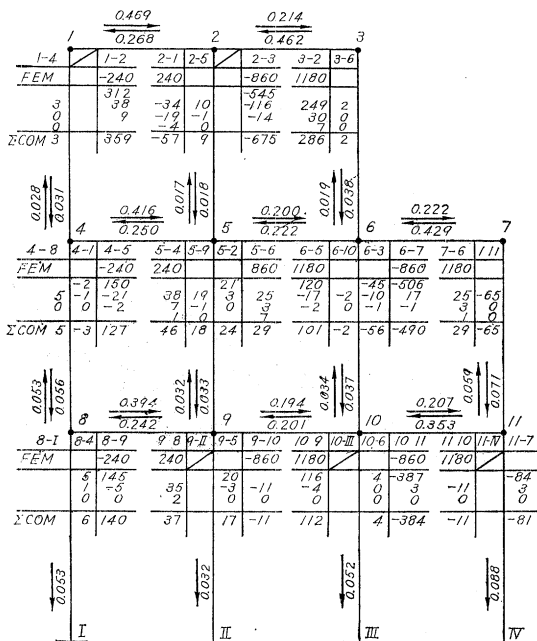 0.469 0.214
0.268 0.462
1 2 3
1-4 1-2 2-1 2-5 2-3 3-2 3-6
FEM -240 240 -860 1180
312 -545
3 38 -34 10 -116 249 2
0 9 -19 -1 -14 30 0
0 -4 0 7 0
ΣCOM 3 359 -57 9 -675 286 2
0.028 0.031 0.017 0.018 0.019 0.038
0.416 0.200 0.222
0.250 0.222 0.429
4 5 6 7
4-8 4-1 4-5 5-4 5-9 5-2 5-6 6-5 6-10 6-3 6-7 7-6 1-11
FEM -240 240 860 1180 -860 1180
-2 150 21 120 -45 -506
5 -1 -21 38 19 3 25 -17 -2 -10 17 25 -65
0 0 -2 7 -1 0 3 -2 0 -1 -1 3 0
1 0 7 1 0
ΣCOM 5 -3 127 46 18 24 29 101 -2 -56 -490 29 -65
0.053 0.056 0.032 0.033 0.034 0.037 0.059 0.071
0.394 0.194 0.207
0.242 0.201 0.353
8 9 10 11
8-I 8-4 8-9 9 8 9-II 9-5 9-10 10 9 10-III 10-6 10 11 11 10 11-IV 11-7
FEM -240 240 -860 1180 -860 1180
5 145 20 116 4 -387 -84
1 -5 35 -3 -11 -4 0 3 -11 3
0 0 2 0 0 0 0 0 0 0
ΣCOM 6 140 37 17 -11 112 4 -384 -11 -81
0.053 0.032 0.052 0.088
I II III IV